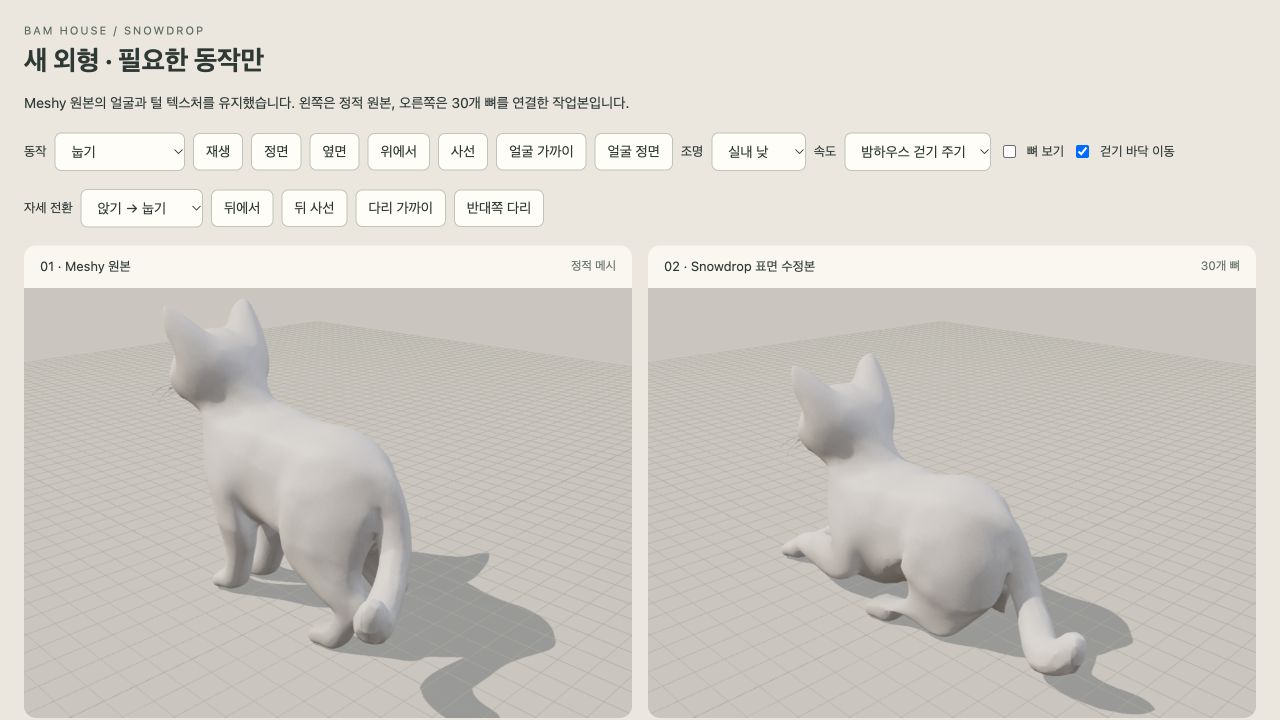 BAM HOUSE / SNOWDROP
새 외형 · 필요한 동작만
Meshy 원본의 얼굴과 털 텍스처를 유지했습니다. 왼쪽은 정적 원본, 오른쪽은 30개 뼈를 연결한 작업본입니다.
동작 눕기 재생 정면 옆면 위에서 사선 얼굴 가까이 얼굴 정면 조명 실내 낮 속도 밤하우스 걷기 주기 뼈 보기 걷기 바닥 이동
자세 전환 앉기 → 눕기 뒤에서 뒤 사선 다리 가까이 반대쪽 다리
01 · Meshy 원본 정적 메시
02 · Snowdrop 표면 수정본 30개 뼈